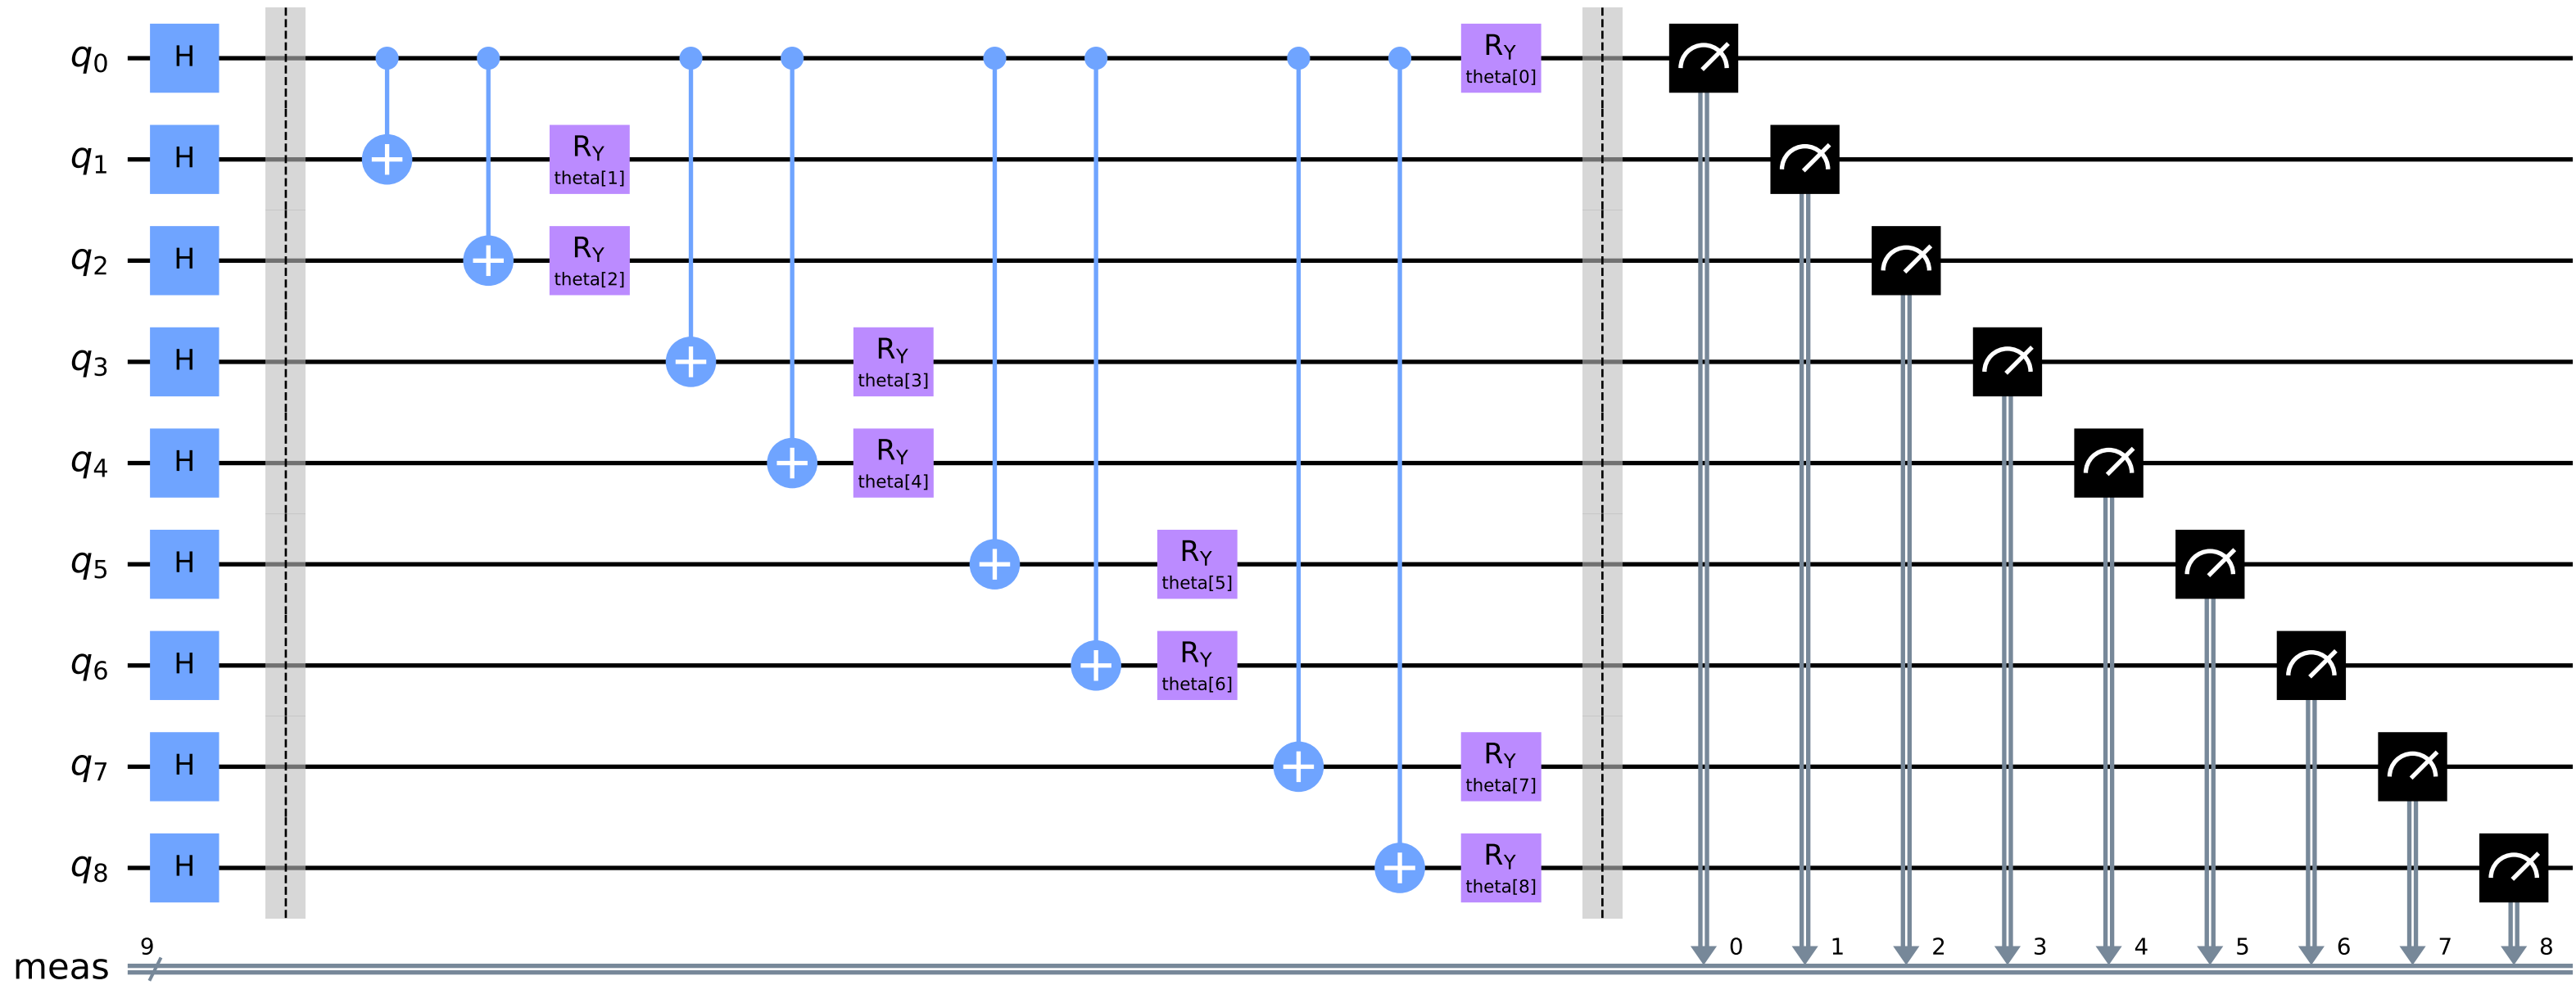 q0 H RY theta[0]
q1 H RY theta[1]
q2 H RY theta[2]
q3 H RY theta[3]
q4 H RY theta[4]
q5 H RY theta[5]
q6 H RY theta[6]
q7 H RY theta[7]
q8 H RY theta[8]
9 0 1 2 3 4 5 6 7 8
meas